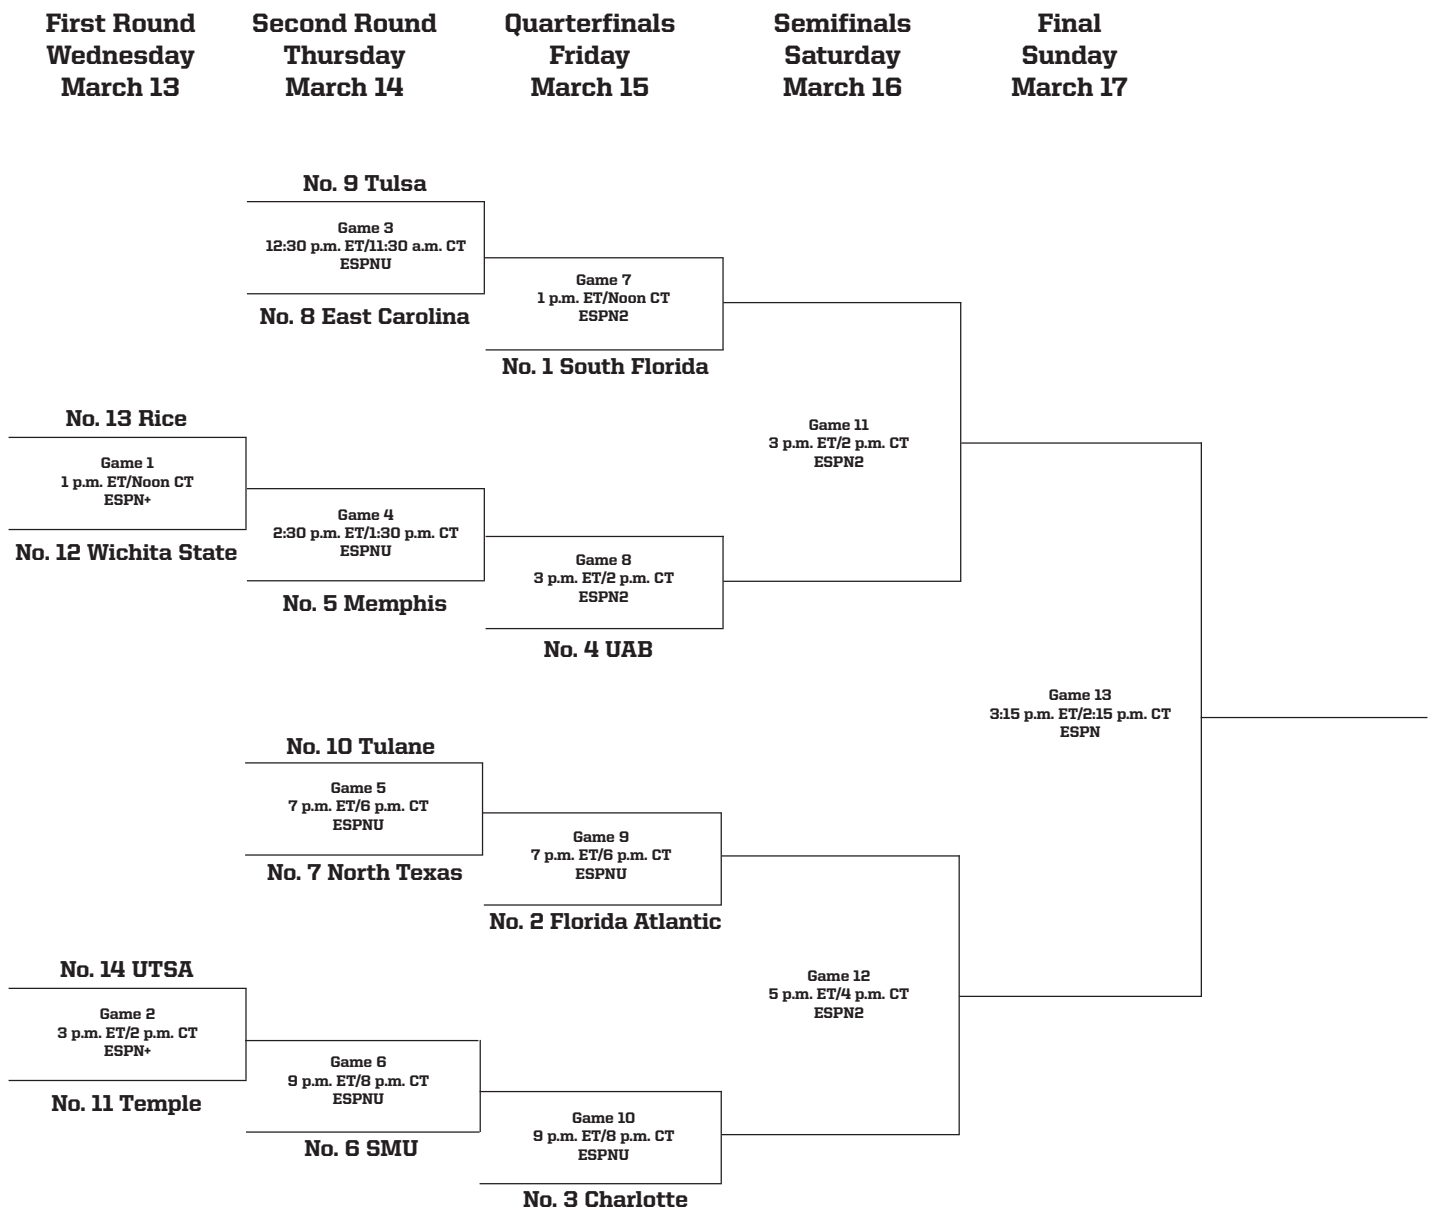 First Round
Wednesday
March 13
Second Round
Thursday
March 14
Quarterfinals
Friday
March 15
Semifinals
Saturday
March 16
Final
Sunday
March 17
No. 9 Tulsa
Game 3
12:30 p.m. ET/11:30 a.m. CT
ESPNU
No. 8 East Carolina
Game 7
1 p.m. ET/Noon CT
ESPN2
No. 1 South Florida
No. 13 Rice
Game 1
1 p.m. ET/Noon CT
ESPN+
No. 12 Wichita State
Game 4
2:30 p.m. ET/1:30 p.m. CT
ESPNU
No. 5 Memphis
Game 8
3 p.m. ET/2 p.m. CT
ESPN2
No. 4 UAB
Game 11
3 p.m. ET/2 p.m. CT
ESPN2
Game 13
3:15 p.m. ET/2:15 p.m. CT
ESPN
No. 10 Tulane
Game 5
7 p.m. ET/6 p.m. CT
ESPNU
No. 7 North Texas
Game 9
7 p.m. ET/6 p.m. CT
ESPNU
No. 2 Florida Atlantic
No. 14 UTSA
Game 2
3 p.m. ET/2 p.m. CT
ESPN+
No. 11 Temple
Game 6
9 p.m. ET/8 p.m. CT
ESPNU
No. 6 SMU
Game 10
9 p.m. ET/8 p.m. CT
ESPNU
No. 3 Charlotte
Game 12
5 p.m. ET/4 p.m. CT
ESPN2